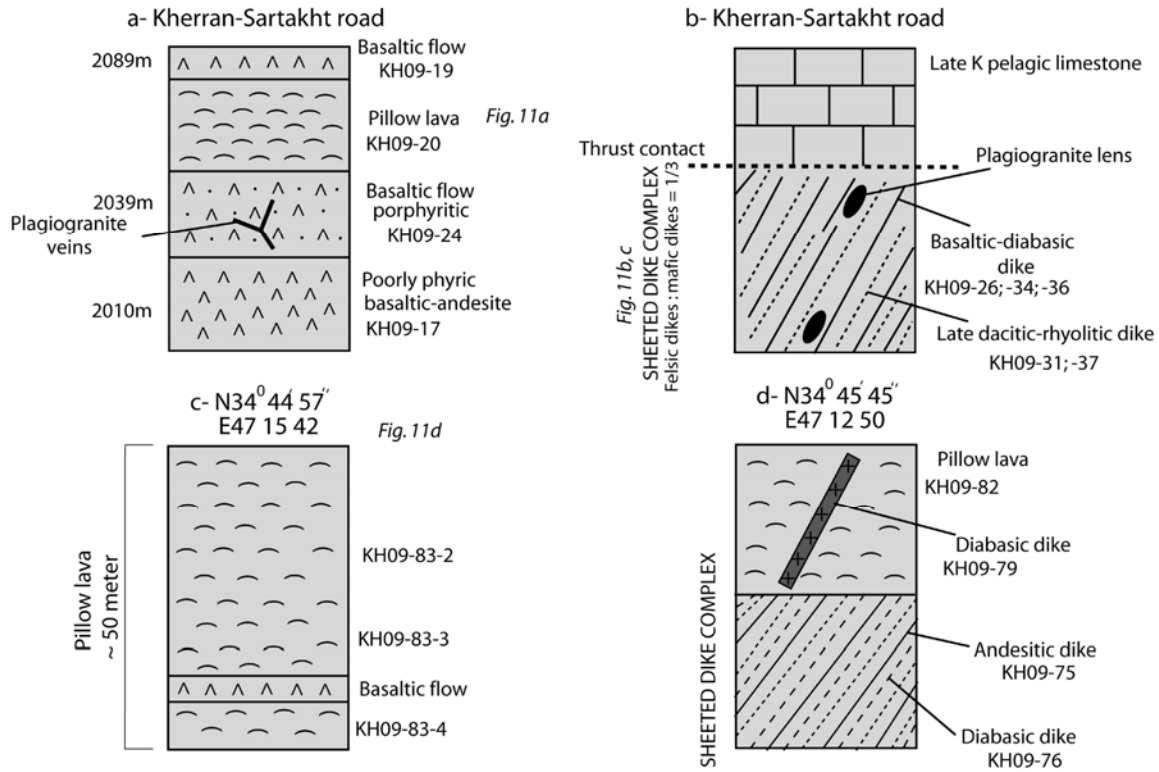 a- Kherran-Sartakht road
2089m
Basaltic flow
KH09-19
Pillow lava
KH09-20
Fig. 11a
2039m
Basaltic flow
porphyritic
KH09-24
Plagiogranite
veins
2010m
Poorly phyric
basaltic-andesite
KH09-17
b- Kherran-Sartakht road
Late K pelagic limestone
Thrust contact
Plagiogranite lens
Fig. 11b, c
SHEETED DIKE COMPLEX
Felsic dikes : mafic dikes = 1/3
Basaltic-diabasic
dike
KH09-26; -34; -36
Late dacitic-rhyolitic dike
KH09-31; -37
c- N34⁰ 44′ 57′′
E47 15 42
Fig. 11d
Pillow lava
~ 50 meter
KH09-83-2
KH09-83-3
Basaltic flow
KH09-83-4
d- N34⁰ 45′ 45′′
E47 12 50
Pillow lava
KH09-82
Diabasic dike
KH09-79
SHEETED DIKE COMPLEX
Andesitic dike
KH09-75
Diabasic dike
KH09-76